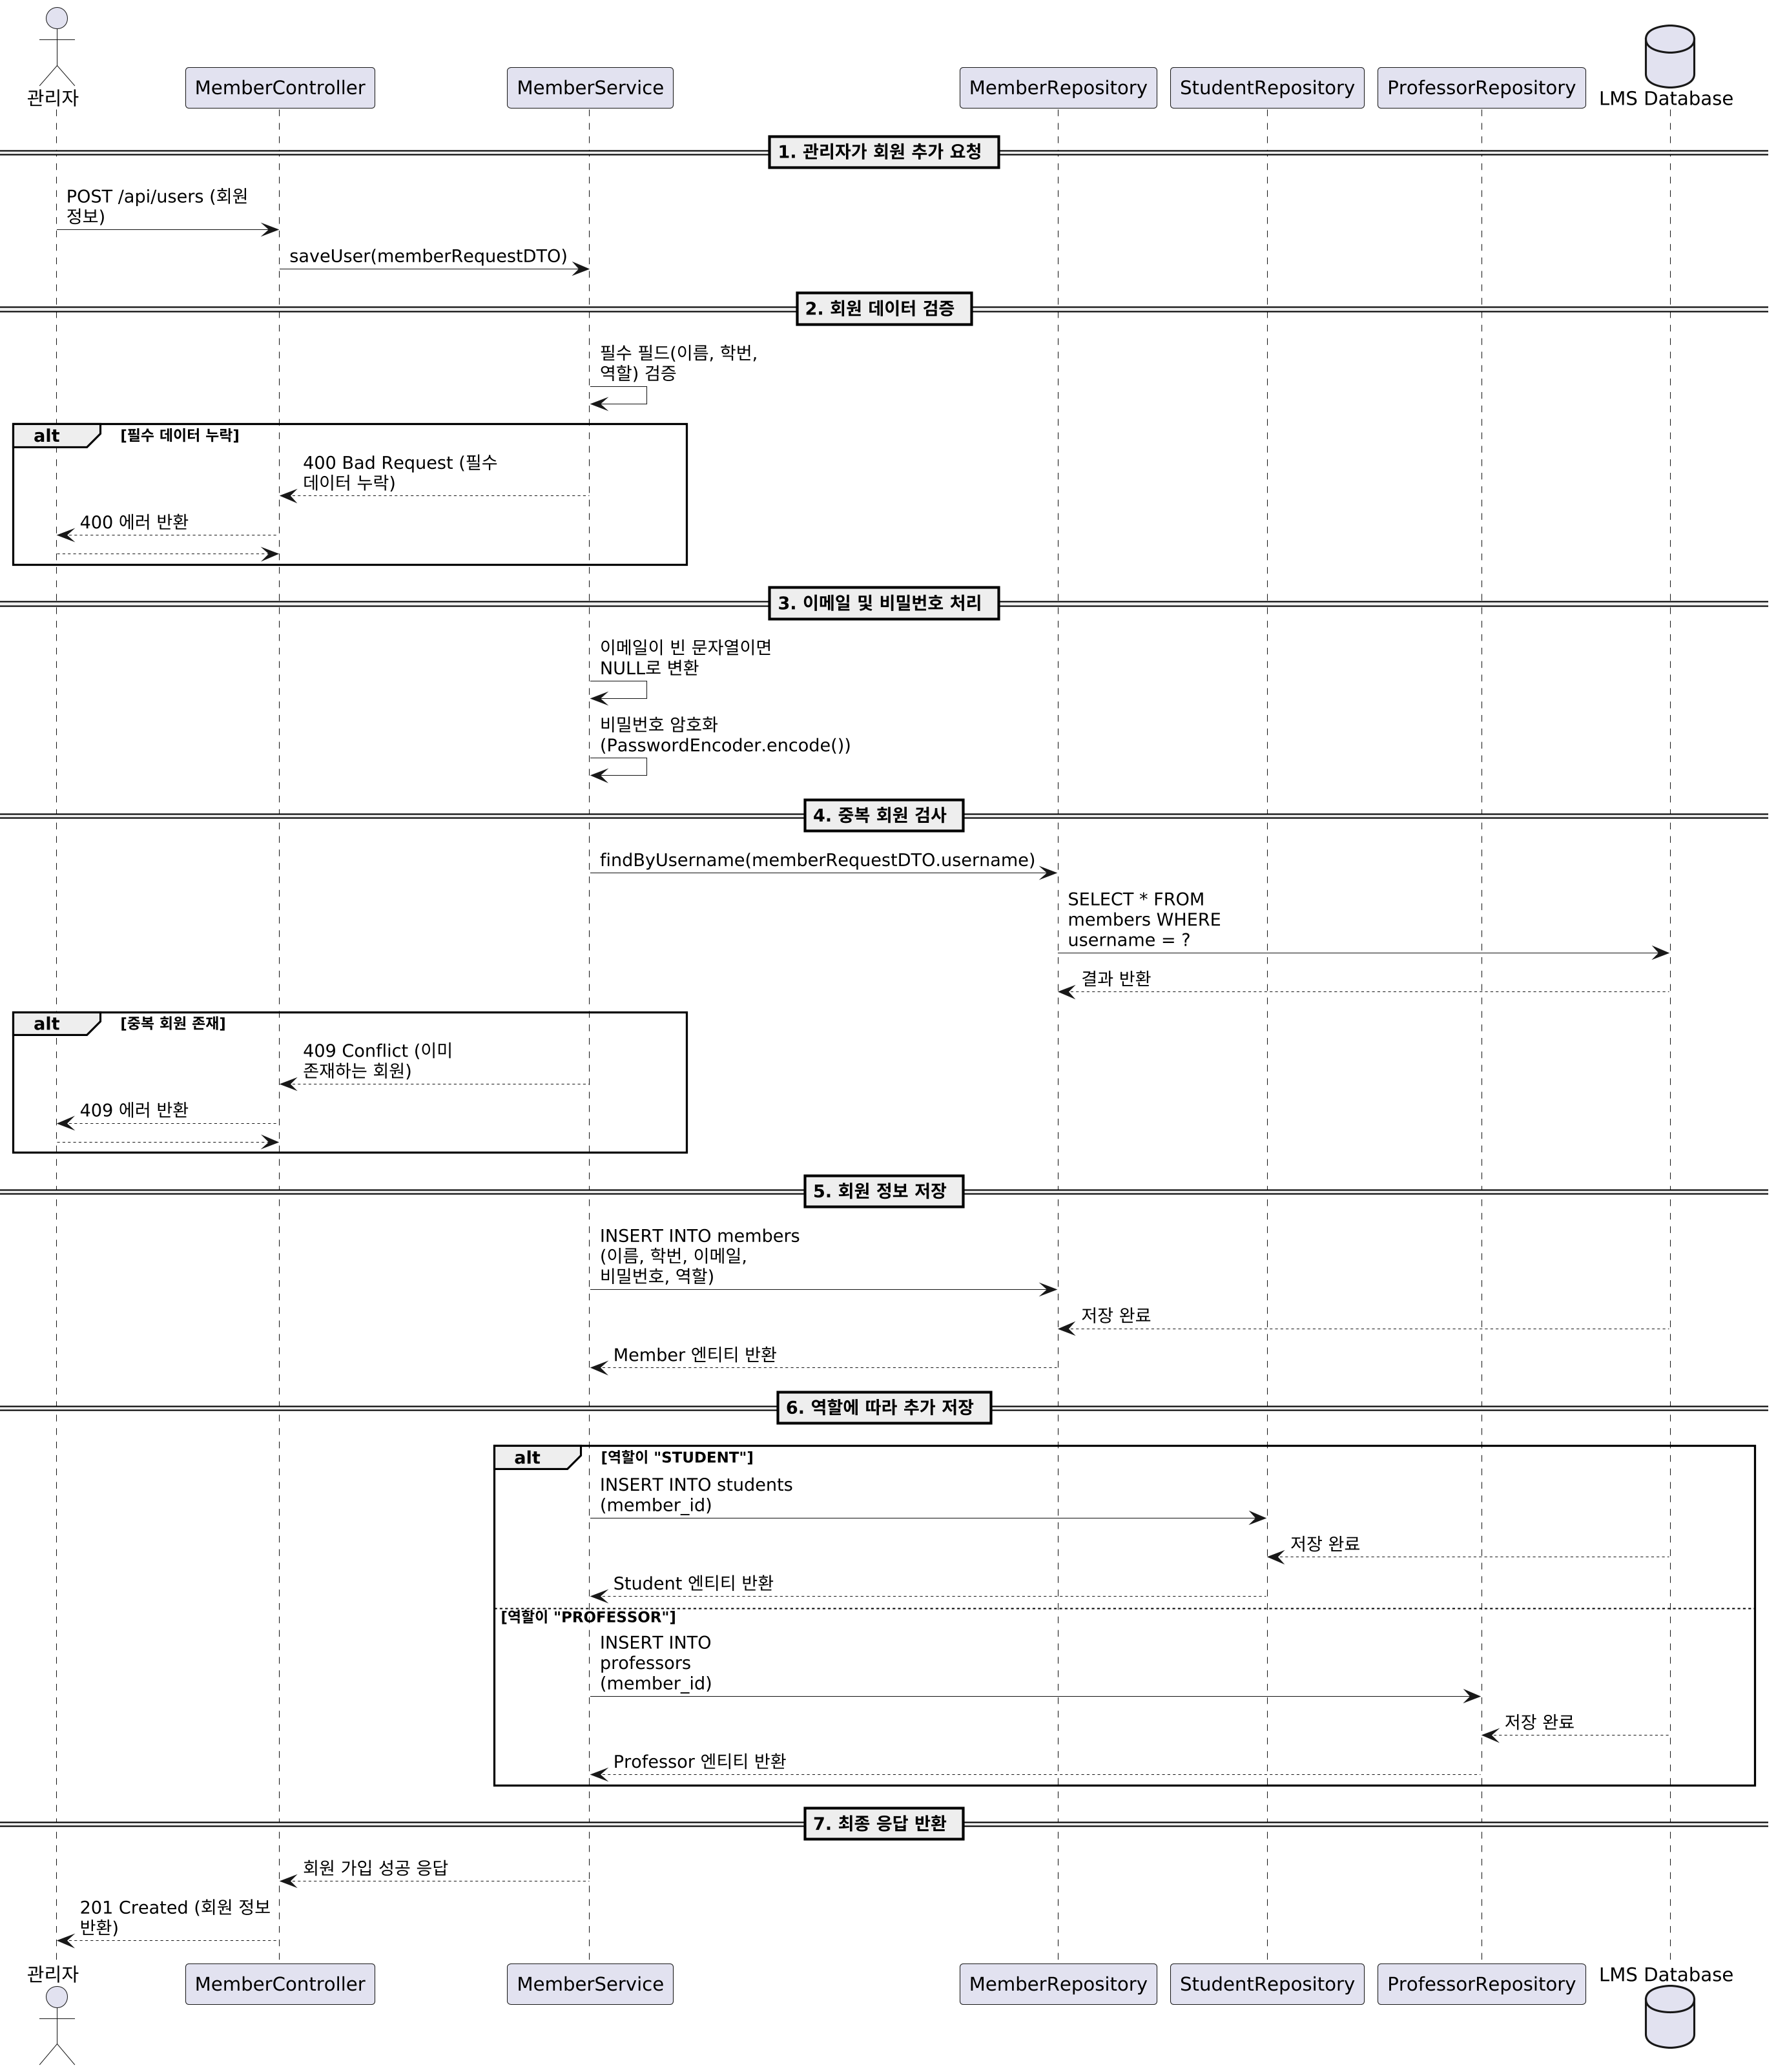 관리자
MemberController
MemberService
MemberRepository
StudentRepository
ProfessorRepository
LMS Database
1. 관리자가 회원 추가 요청
POST /api/users (회원
정보)
saveUser(memberRequestDTO)
2. 회원 데이터 검증
필수 필드(이름, 학번,
역할) 검증
alt
[필수 데이터 누락]
400 Bad Request (필수
데이터 누락)
400 에러 반환
3. 이메일 및 비밀번호 처리
이메일이 빈 문자열이면
NULL로 변환
비밀번호 암호화
(PasswordEncoder.encode())
4. 중복 회원 검사
findByUsername(memberRequestDTO.username)
SELECT * FROM
members WHERE
username = ?
결과 반환
alt
[중복 회원 존재]
409 Conflict (이미
존재하는 회원)
409 에러 반환
5. 회원 정보 저장
INSERT INTO members
(이름, 학번, 이메일,
비밀번호, 역할)
저장 완료
Member 엔티티 반환
6. 역할에 따라 추가 저장
alt
[역할이 "STUDENT"]
INSERT INTO students
(member_id)
저장 완료
Student 엔티티 반환
[역할이 "PROFESSOR"]
INSERT INTO
professors
(member_id)
저장 완료
Professor 엔티티 반환
7. 최종 응답 반환
회원 가입 성공 응답
201 Created (회원 정보
반환)
관리자
MemberController
MemberService
MemberRepository
StudentRepository
ProfessorRepository
LMS Database